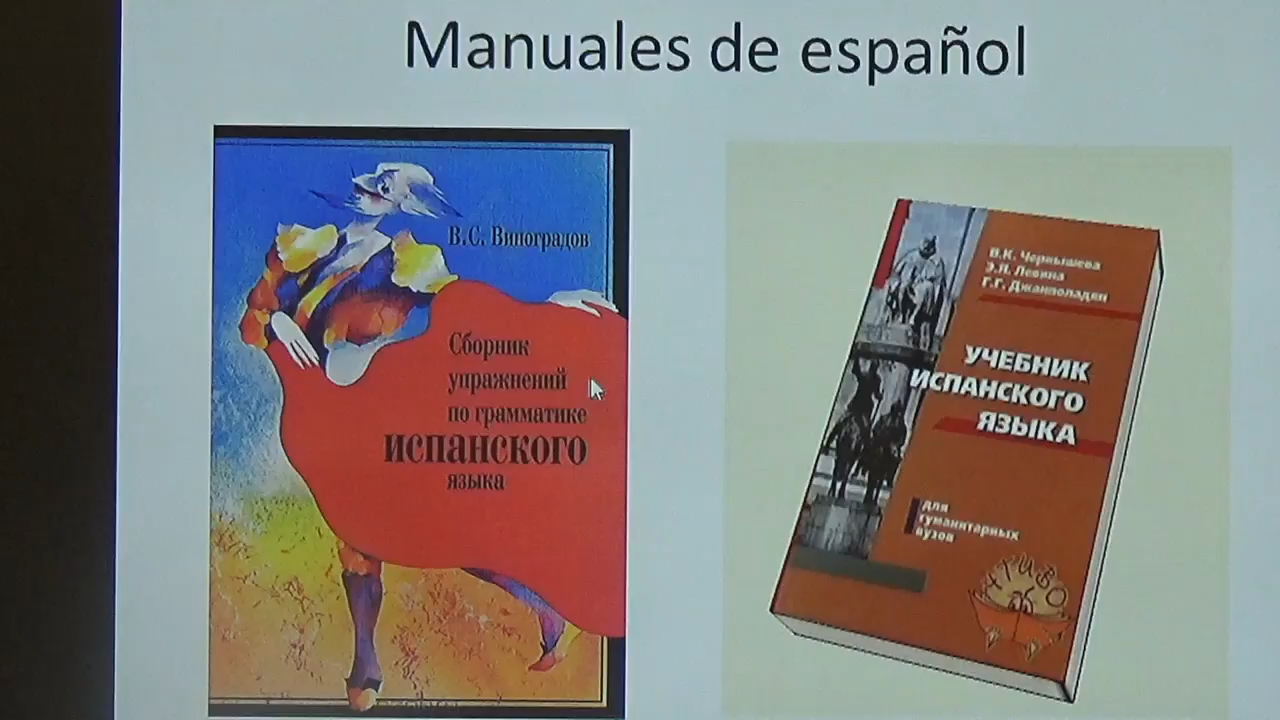 Manuales de español
В.С. Виноградов
Сборник
упражнений
по грамматике
испанского
языка
В.К. Чернышева
Э.Я. Левина
Г.Г. Джанполадян
УЧЕБНИК
ИСПАНСКОГО
ЯЗЫКА
для
гуманитарных
вузов